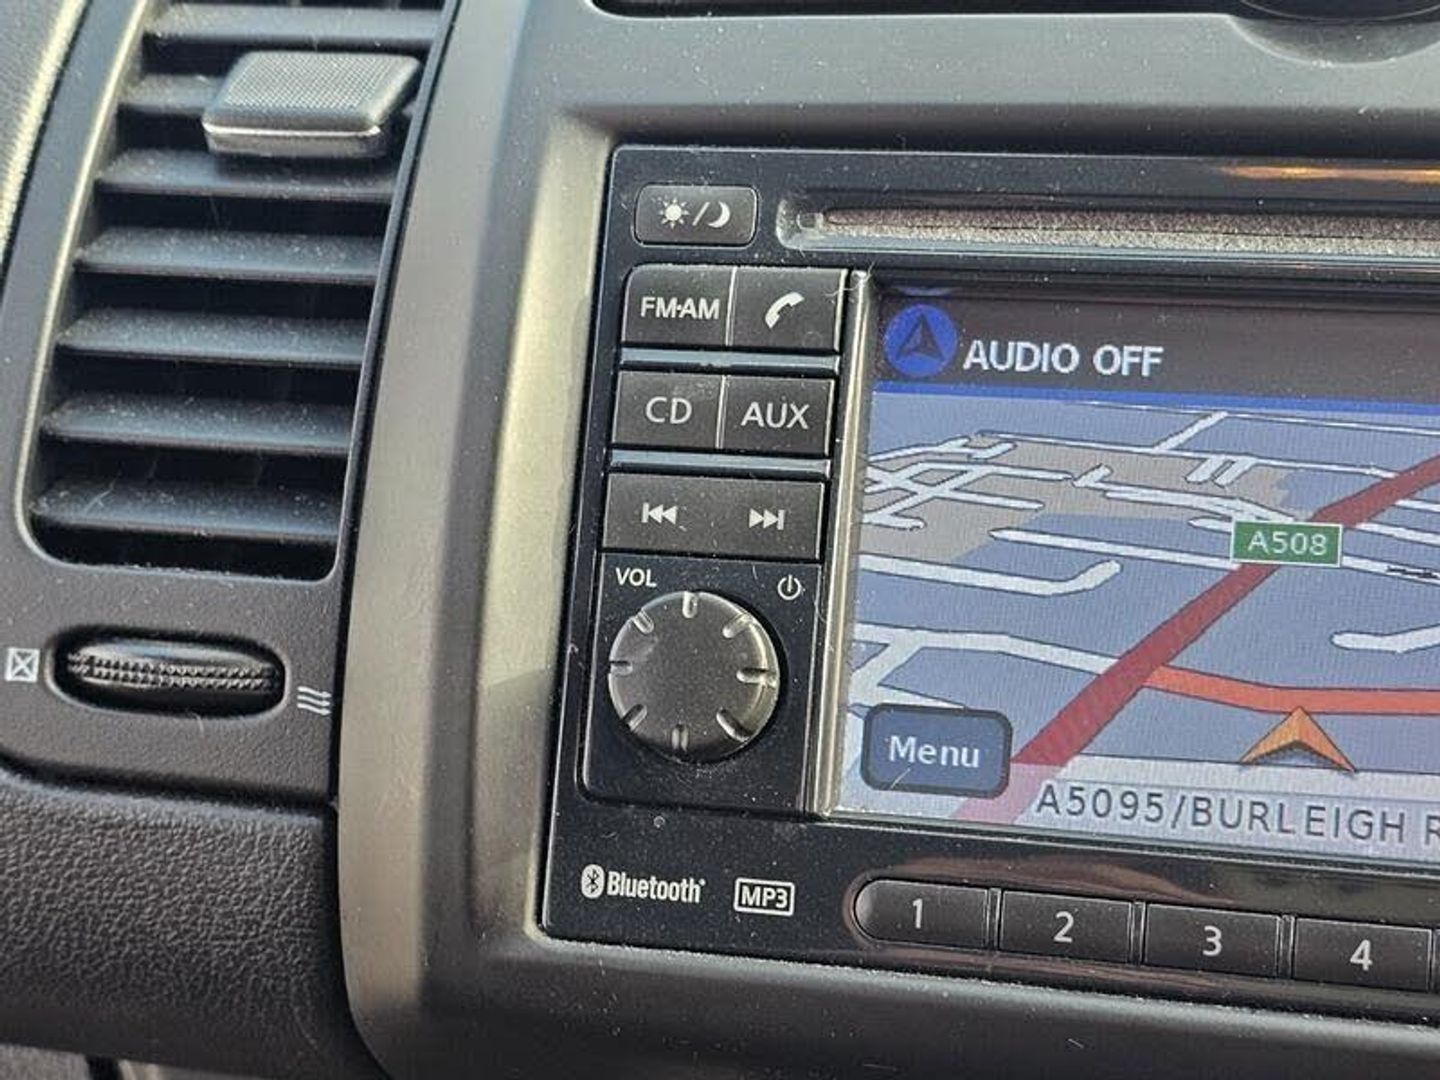 FM·AM
CD AUX
VOL
AUDIO OFF
A508
Menu
A5095/BURLEIGH
Bluetooth
MP3
1 2 3 4